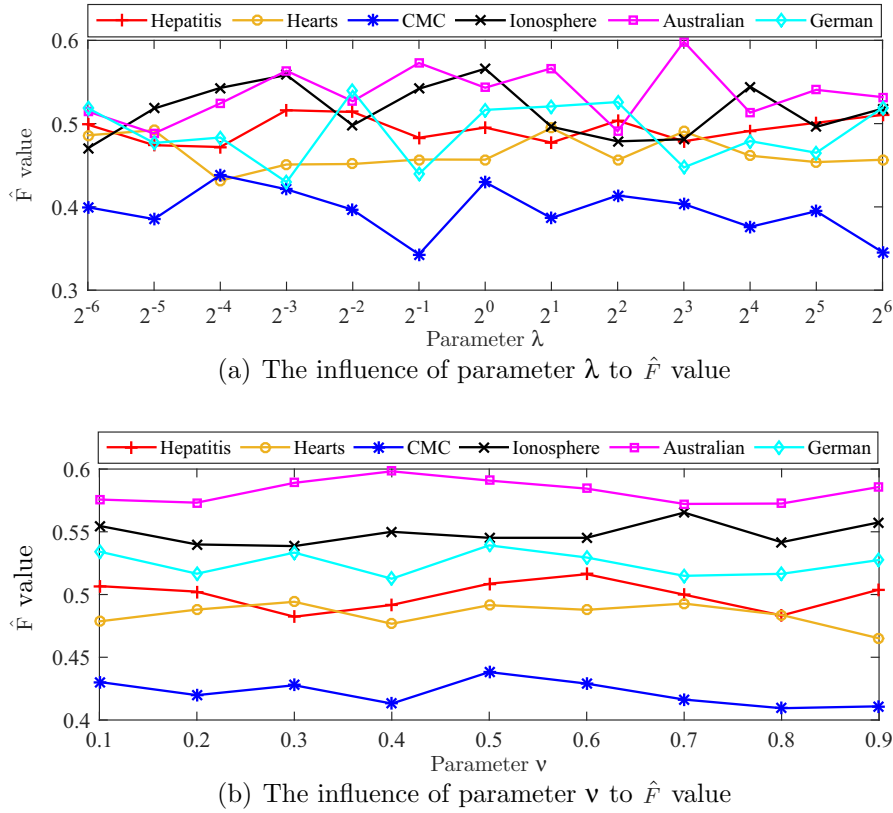 Hepatitis Hearts CMC Ionosphere Australian German
0.6
0.5
0.4
0.3
F̂ value
2^-6 2^-5 2^-4 2^-3 2^-2 2^-1 2^0 2^1 2^2 2^3 2^4 2^5 2^6
Parameter λ
(a) The influence of parameter λ to F̂ value
Hepatitis Hearts CMC Ionosphere Australian German
0.6
0.55
0.5
0.45
0.4
F̂ value
0.1 0.2 0.3 0.4 0.5 0.6 0.7 0.8 0.9
Parameter ν
(b) The influence of parameter ν to F̂ value